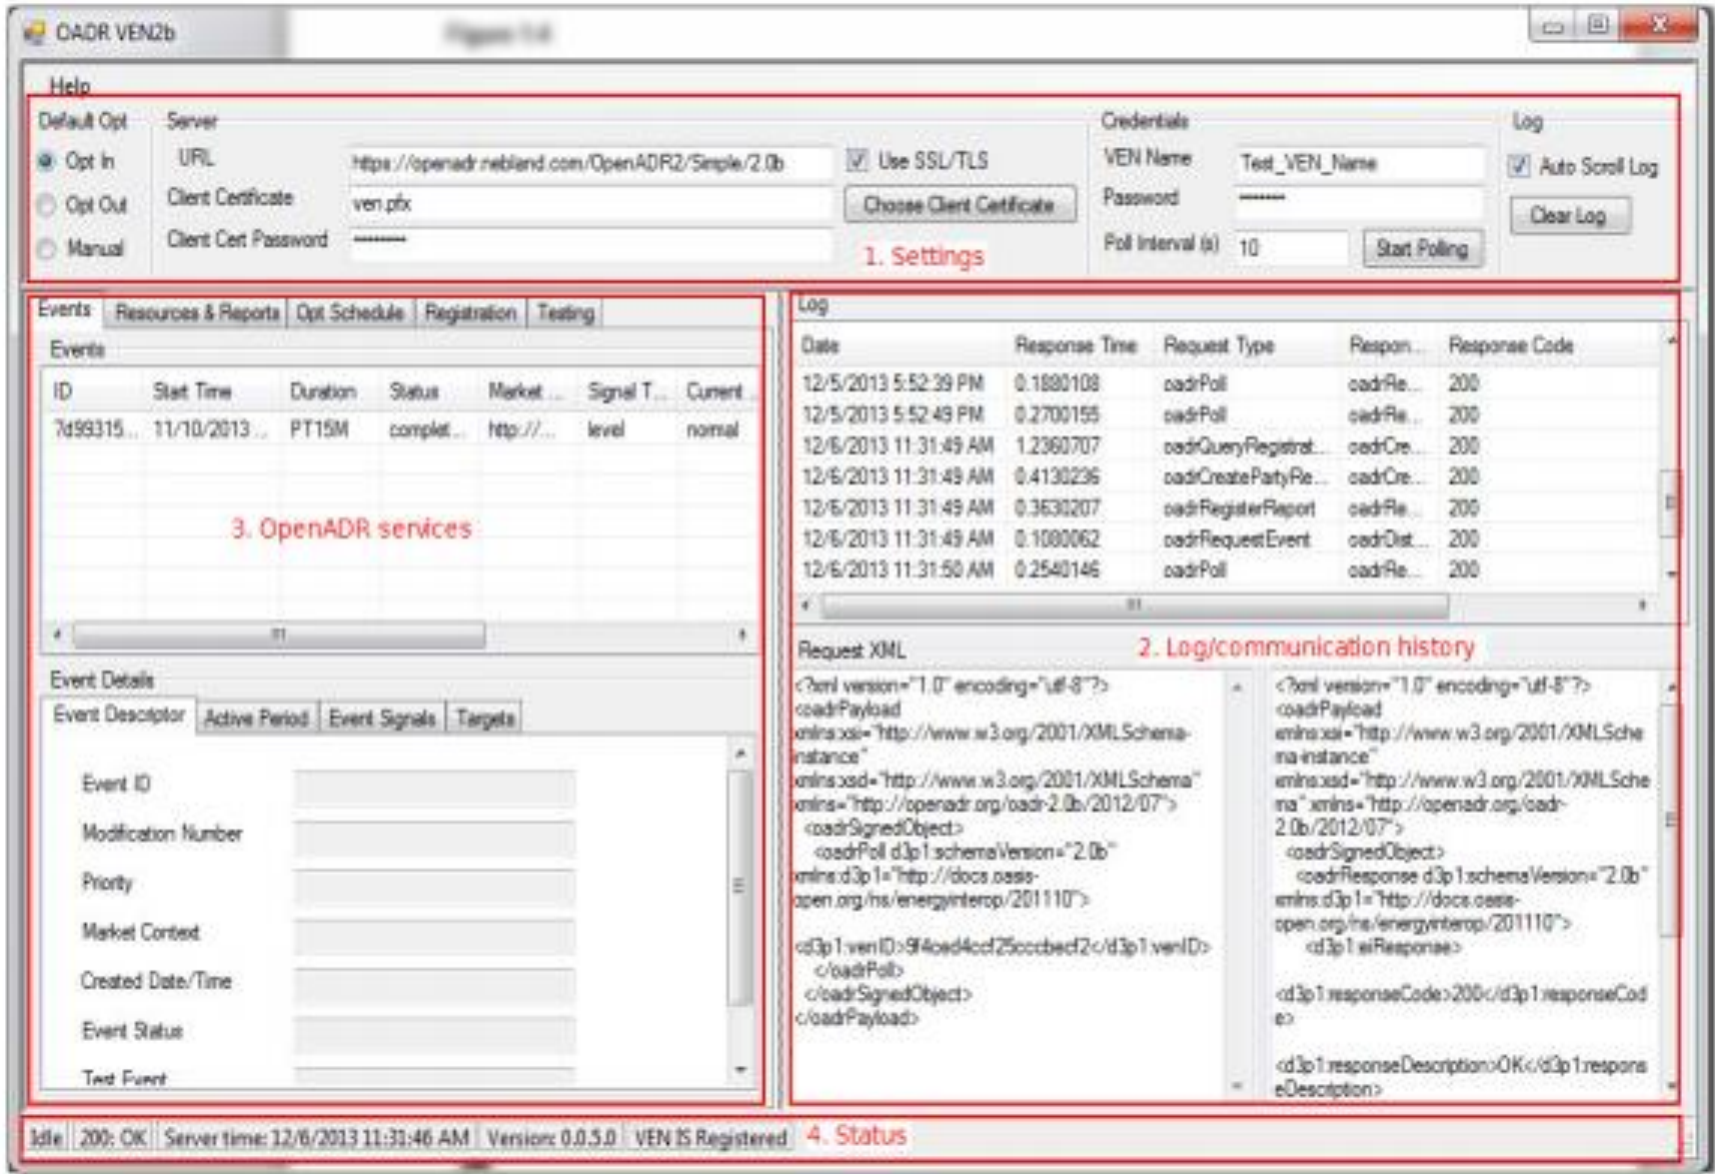 OADR VEN2b
Help
Default Opt
Opt In
Opt Out
Manual
Server
URL
https://openadr.nebland.com/OpenADR2/Simple/2.0b
Use SSL/TLS
Client Certificate
ven.pfx
Choose Client Certificate
Client Cert Password
1. Settings
Credentials
VEN Name
Test_VEN_Name
Password
Poll Interval (s)
10
Start Polling
Log
Auto Scroll Log
Clear Log
Events Resources & Reports Opt Schedule Registration Testing
Events
ID Start Time Duration Status Market ... Signal T... Current ...
7d99315... 11/10/2013 ... PT15M complet... http://... level normal
3. OpenADR services
Event Details
Event Descriptor Active Period Event Signals Targets
Event ID
Modification Number
Priority
Market Context
Created Date/Time
Event Status
Test Event
Log
Date Response Time Request Type Respon... Response Code
12/5/2013 5:52:39 PM 0.1880108 oadrPoll oadrRe... 200
12/5/2013 5:52:49 PM 0.2700155 oadrPoll oadrRe... 200
12/6/2013 11:31:49 AM 1.2360707 oadrQueryRegistrat... oadrCre... 200
12/6/2013 11:31:49 AM 0.4130236 oadrCreatePartyRe... oadrCre... 200
12/6/2013 11:31:49 AM 0.3630207 oadrRegisterReport oadrRe... 200
12/6/2013 11:31:49 AM 0.1080062 oadrRequestEvent oadrDist... 200
12/6/2013 11:31:50 AM 0.2540146 oadrPoll oadrRe... 200
Request XML
2. Log/communication history
<?xml version="1.0" encoding="utf-8"?>
<oadrPayload
xmlns:xsi="http://www.w3.org/2001/XMLSchema-
instance"
xmlns:xsd="http://www.w3.org/2001/XMLSchema"
xmlns="http://openadr.org/oadr-2.0b/2012/07">
<oadrSignedObject>
<oadrPoll d3p1:schemaVersion="2.0b"
xmlns:d3p1="http://docs.oasis-
open.org/ns/energyinterop/201110">
<d3p1:venID>9f4ced4ccf25cccbecf2</d3p1:venID>
</oadrPoll>
</oadrSignedObject>
</oadrPayload>
<?xml version="1.0" encoding="utf-8"?>
<oadrPayload
xmlns:xsi="http://www.w3.org/2001/XMLSche
ma-instance"
xmlns:xsd="http://www.w3.org/2001/XMLSche
ma" xmlns="http://openadr.org/oadr-
2.0b/2012/07">
<oadrSignedObject>
<oadrResponse d3p1:schemaVersion="2.0b"
xmlns:d3p1="http://docs.oasis-
open.org/ns/energyinterop/201110">
<d3p1:eiResponse>
<d3p1:responseCode>200</d3p1:responseCod
e>
<d3p1:responseDescription>OK</d3p1:respons
eDescription>
Idle 200: OK Server time: 12/6/2013 11:31:46 AM Version: 0.0.5.0 VEN IS Registered 4. Status